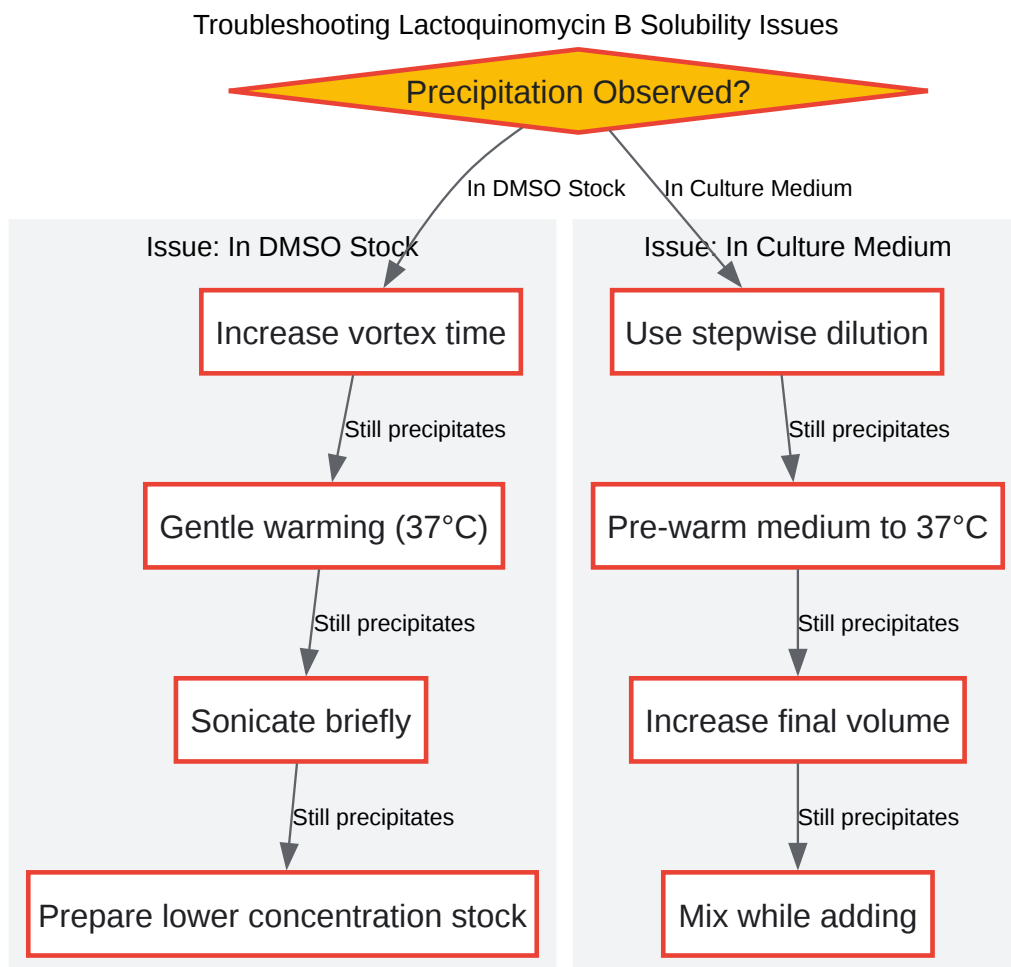 Troubleshooting Lactoquinomycin B Solubility Issues
Precipitation Observed?
In DMSO Stock
In Culture Medium
Issue: In DMSO Stock
Issue: In Culture Medium
Increase vortex time
Use stepwise dilution
Still precipitates
Still precipitates
Gentle warming (37°C)
Pre-warm medium to 37°C
Still precipitates
Still precipitates
Sonicate briefly
Increase final volume
Still precipitates
Still precipitates
Prepare lower concentration stock
Mix while adding